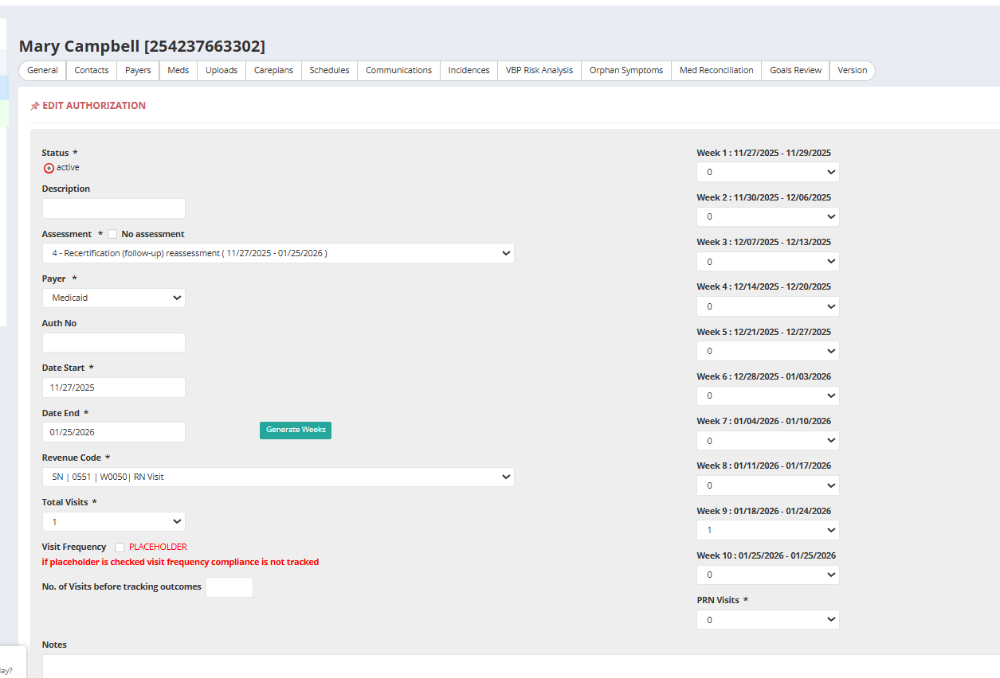 Mary Campbell [254237663302]
General Contacts Payers Meds Uploads Careplans Schedules Communications Incidences VBP Risk Analysis Orphan Symptoms Med Reconciliation Goals Review Version
EDIT AUTHORIZATION
Status *
active
Description
Assessment * No assessment
4 - Recertification (follow-up) reassessment ( 11/27/2025 - 01/25/2026 )
Payer *
Medicaid
Auth No
Date Start *
11/27/2025
Date End *
01/25/2026
Generate Weeks
Revenue Code *
SN | 0551 | W0050| RN Visit
Total Visits *
1
Visit Frequency PLACEHOLDER
if placeholder is checked visit frequency compliance is not tracked
No. of Visits before tracking outcomes
Week 1 : 11/27/2025 - 11/29/2025
0
Week 2 : 11/30/2025 - 12/06/2025
0
Week 3 : 12/07/2025 - 12/13/2025
0
Week 4 : 12/14/2025 - 12/20/2025
0
Week 5 : 12/21/2025 - 12/27/2025
0
Week 6 : 12/28/2025 - 01/03/2026
0
Week 7 : 01/04/2026 - 01/10/2026
0
Week 8 : 01/11/2026 - 01/17/2026
0
Week 9 : 01/18/2026 - 01/24/2026
1
Week 10 : 01/25/2026 - 01/25/2026
0
PRN Visits *
0
Notes